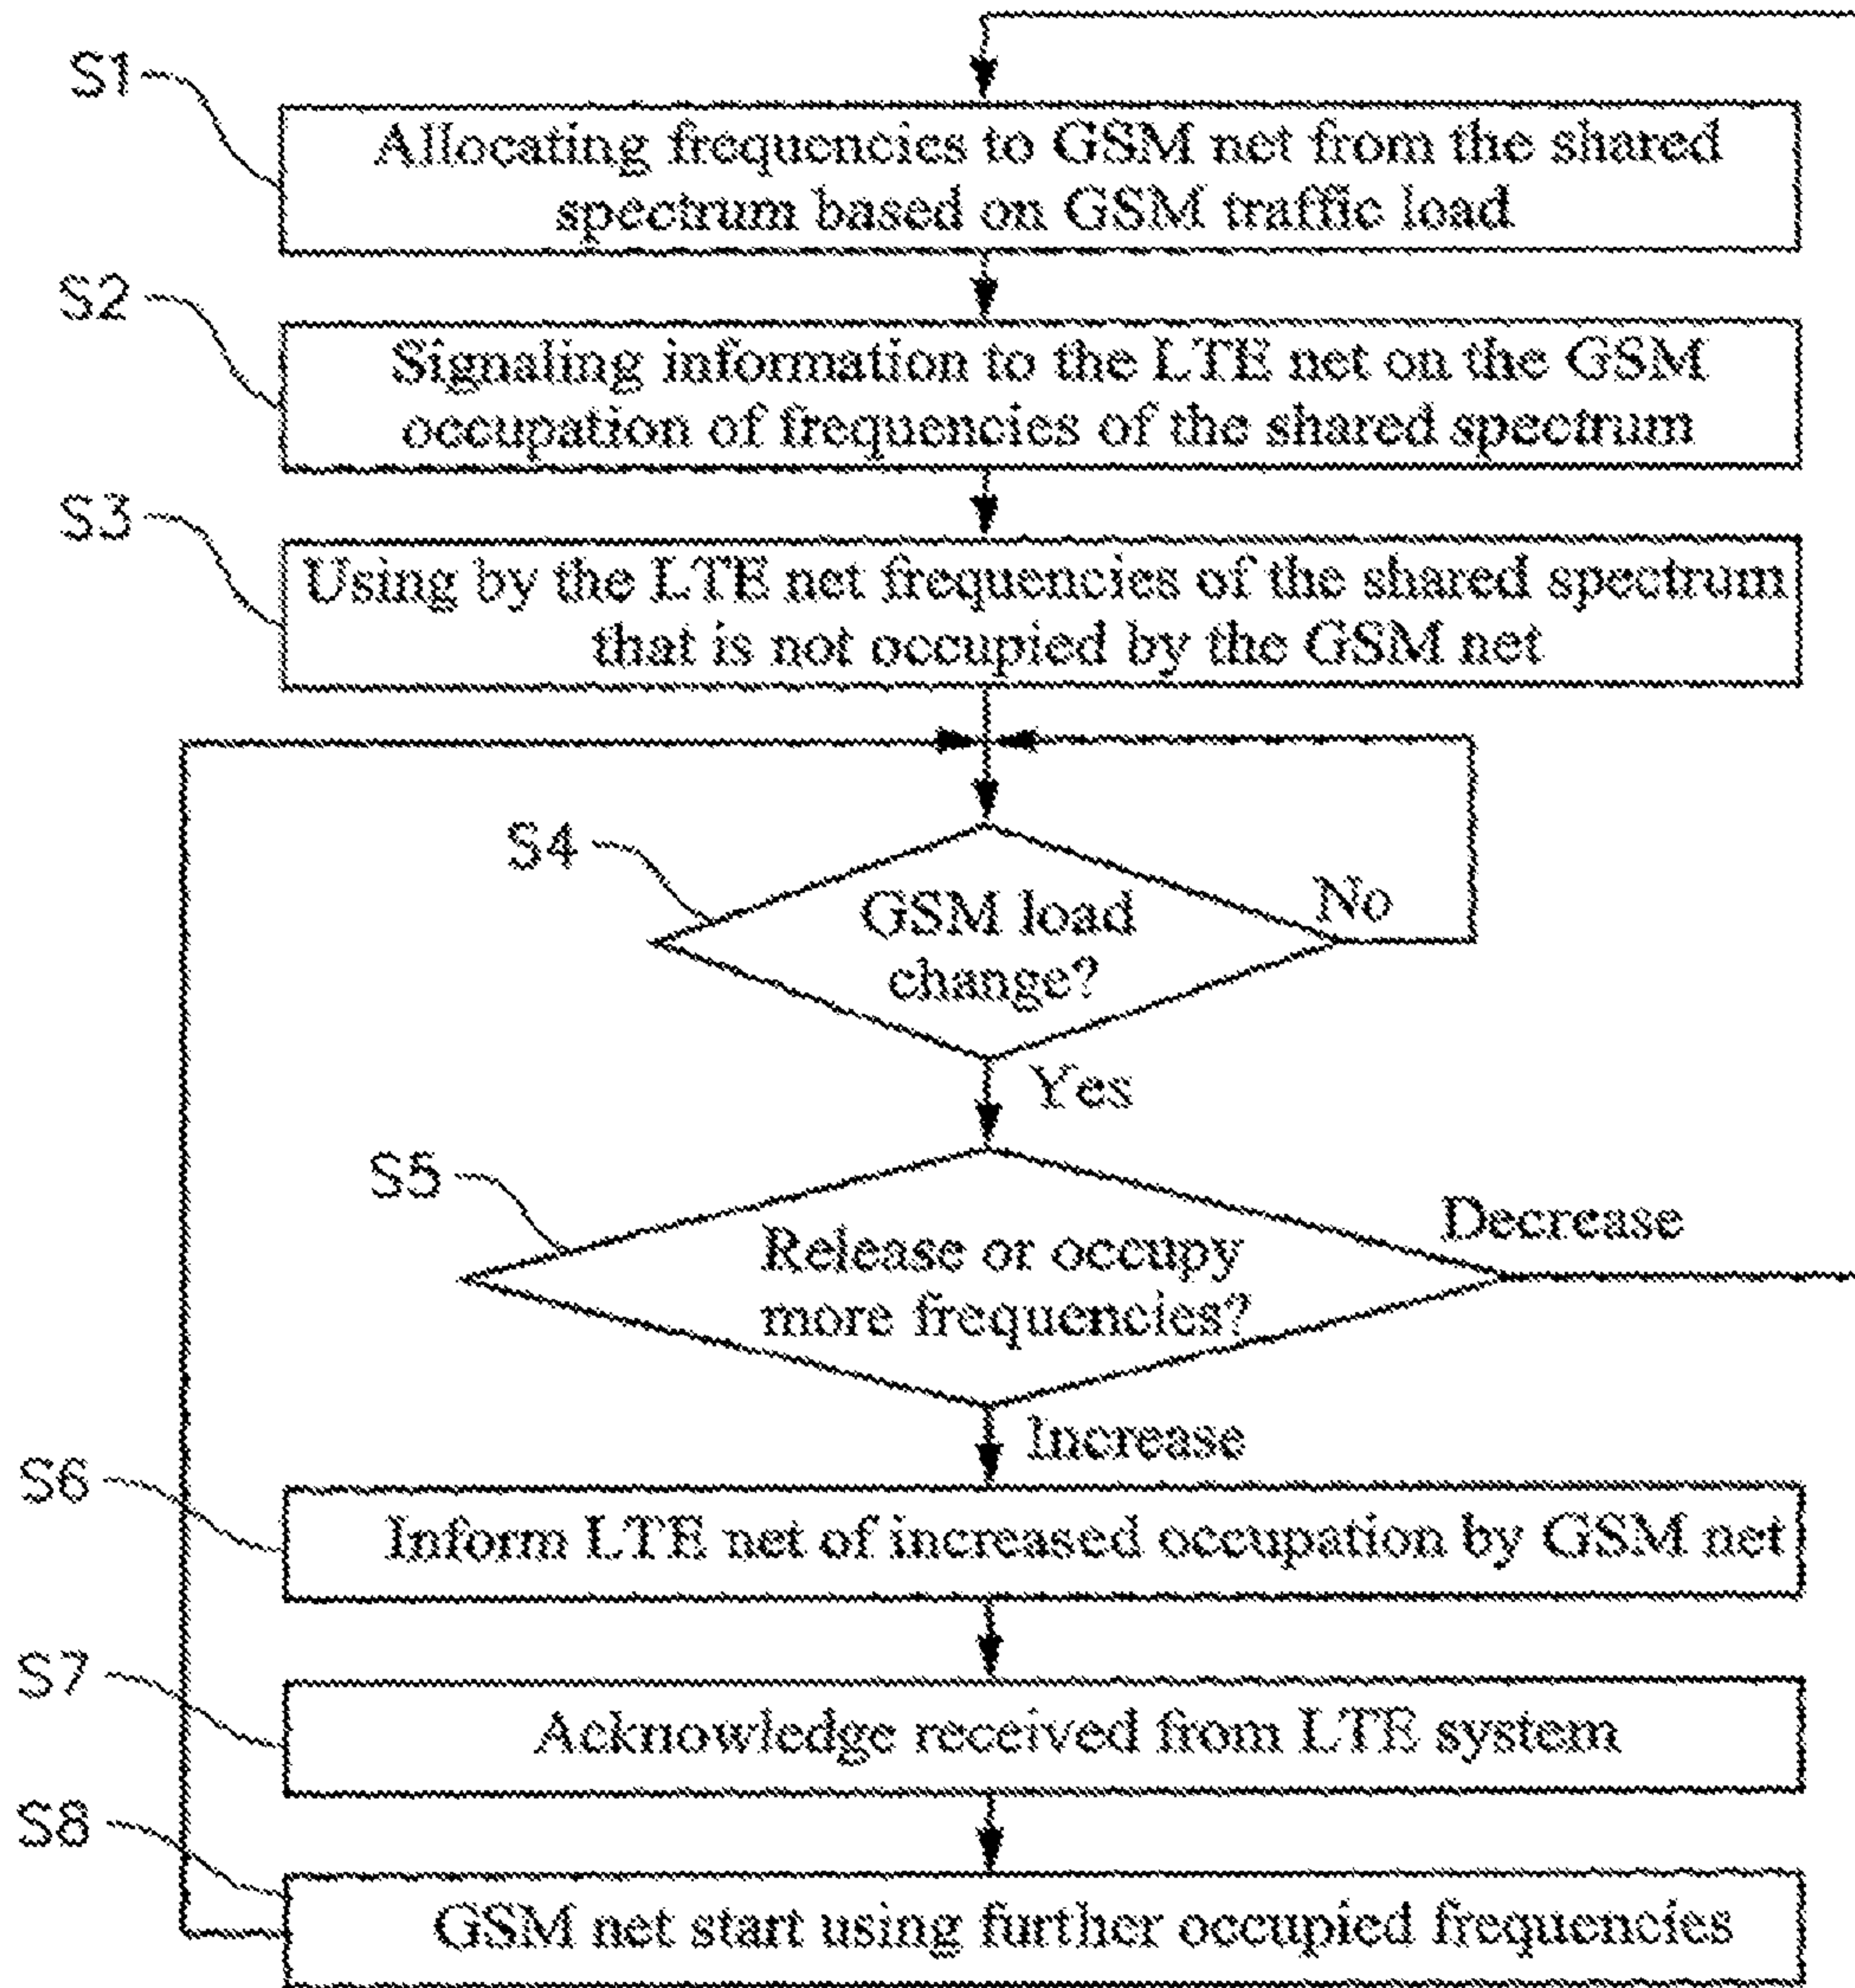 S1
Allocating frequencies to GSM net from the shared
spectrum based on GSM traffic load
S2
Signaling information to the LTE net on the GSM
occupation of frequencies of the shared spectrum
S3
Using by the LTE net frequencies of the shared spectrum
that is not occupied by the GSM net
S4
GSM load
change?
No
Yes
S5
Release or occupy
more frequencies?
Decrease
Increase
S6
Inform LTE net of increased occupation by GSM net
S7
Acknowledge received from LTE system
S8
GSM net start using further occupied frequencies